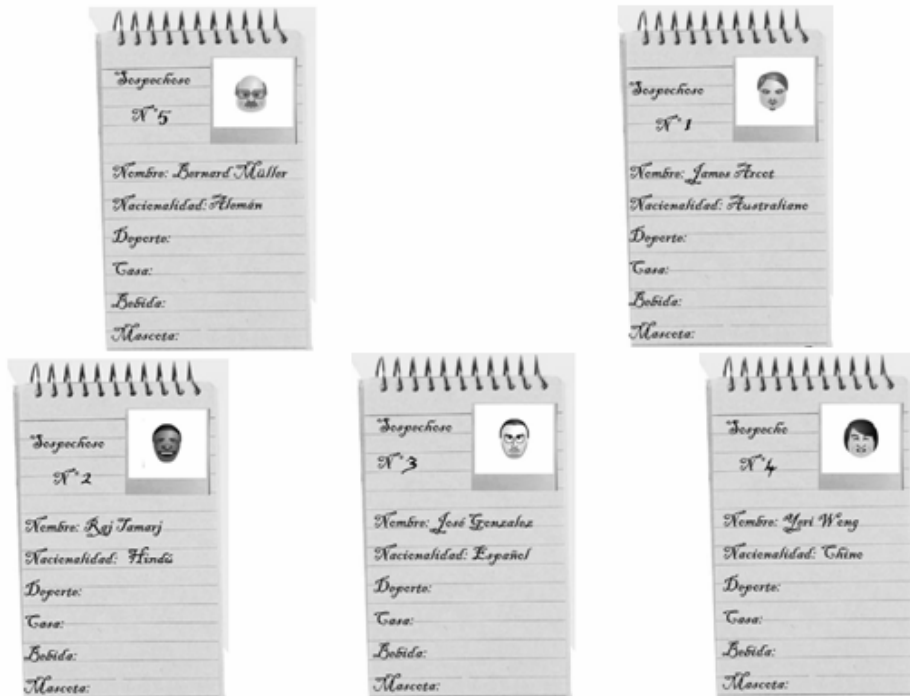 Sospechoso
N° 5
Nombre: Bernard Müller
Nacionalidad: Alemán
Deporte:
Casa:
Bebida:
Mascota:
Sospechoso
N° 1
Nombre: James Arcot
Nacionalidad: Australiano
Deporte:
Casa:
Bebida:
Mascota:
Sospechoso
N° 2
Nombre: Raj Tamarj
Nacionalidad: Hindú
Deporte:
Casa:
Bebida:
Mascota:
Sospechoso
N° 3
Nombre: José Gonzalez
Nacionalidad: Español
Deporte:
Casa:
Bebida:
Mascota:
Sospecho
N° 4
Nombre: Yori Wong
Nacionalidad: Chino
Deporte:
Casa:
Bebida:
Mascota: